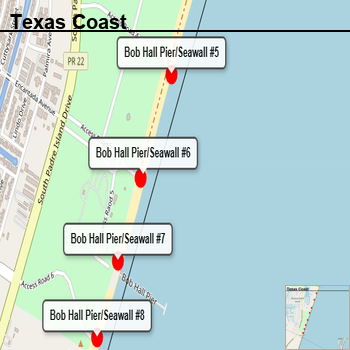 Texas Coast
Bob Hall Pier/Seawall #5
PR 22
Palmira Avenue
Encantada Avenue
South Padre Island Drive
Bob Hall Pier/Seawall #6
Bob Hall Pier/Seawall #7
Access Road 6
Bob Hall Pier
Bob Hall Pier/Seawall #8
Texas Coast